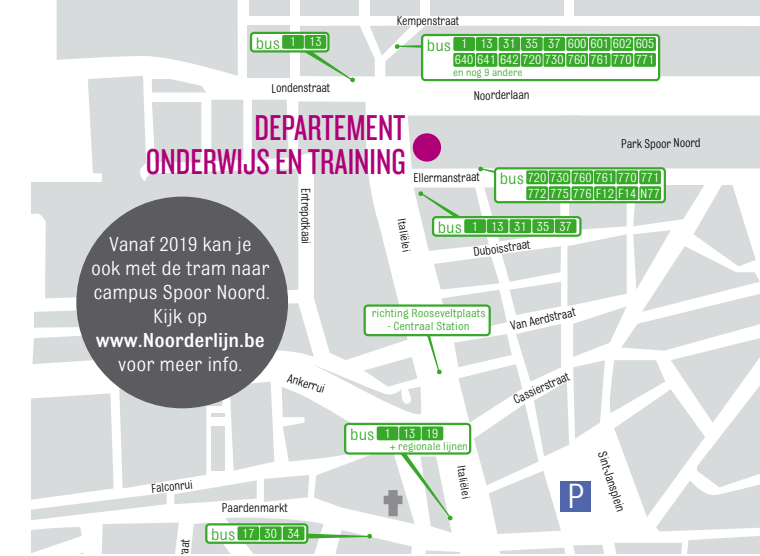 Kempenstraat
bus 1 13
bus 1 13 31 35 37 600 601 602 605
640 641 642 720 730 760 761 770 771
en nog 9 andere
Londenstraat
Noorderlaan
DEPARTEMENT
ONDERWIJS EN TRAINING
Park Spoor Noord
Ellermanstraat
bus 720 730 760 761 770 771
772 775 776 F12 F14 N77
Entrepotkaai
Italiëlei
bus 1 13 31 35 37
Duboisstraat
Vanaf 2019 kan je
ook met de tram naar
campus Spoor Noord.
Kijk op
www.Noorderlijn.be
voor meer info.
richting Rooseveltplaats
- Centraal Station
Van Aerdtstraat
Ankerrui
Cassierstraat
bus 1 13 19
+ regionale lijnen
Italiëlei
Sint-Jansplein
P
Falconrui
Paardenmarkt
bus 17 30 34
aat